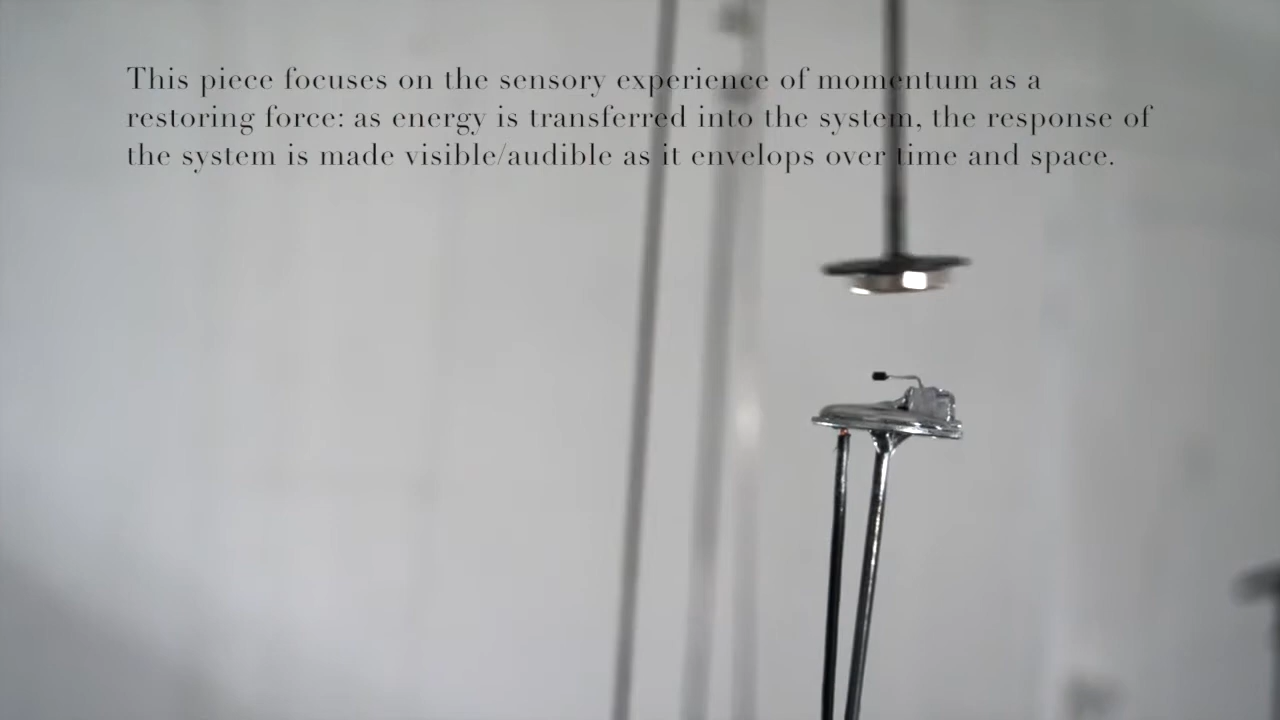 This piece focuses on the sensory experience of momentum as a
restoring force: as energy is transferred into the system, the response of
the system is made visible/audible as it envelops over time and space.